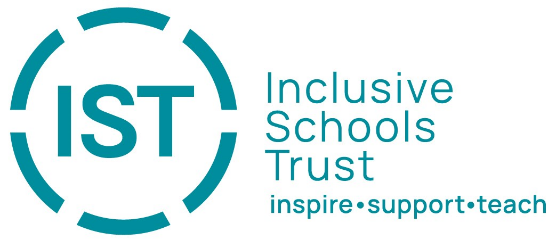 IST
Inclusive
Schools
Trust
inspire•support•teach